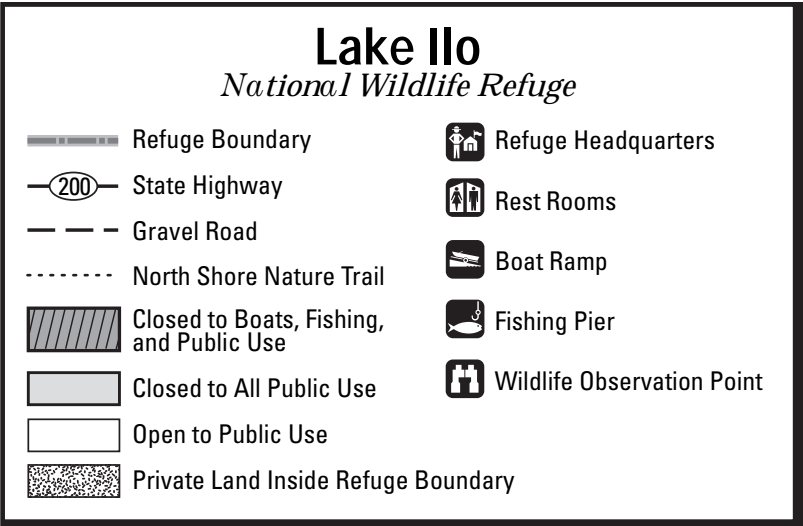 Lake Ilo
National Wildlife Refuge
Refuge Boundary
200 State Highway
Gravel Road
North Shore Nature Trail
Closed to Boats, Fishing,
and Public Use
Closed to All Public Use
Open to Public Use
Private Land Inside Refuge Boundary
Refuge Headquarters
Rest Rooms
Boat Ramp
Fishing Pier
Wildlife Observation Point